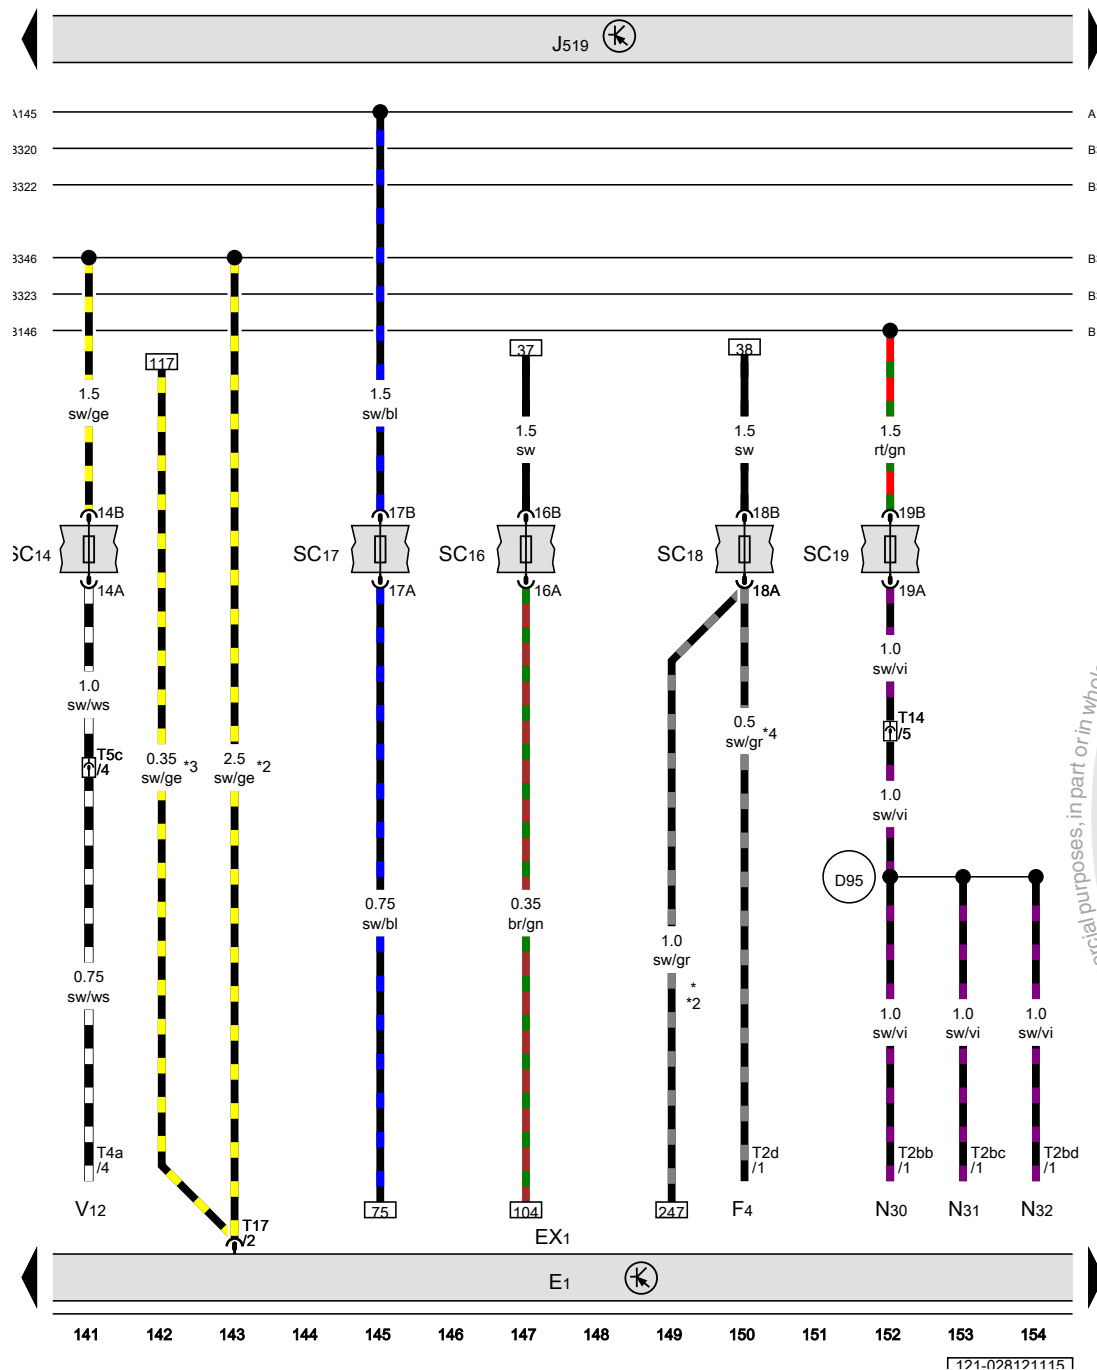 J519
A145
A
B320
B322
B346
B323
B146
B
117
37
38
1.5
sw/ge
1.5
sw/bl
1.5
sw
1.5
sw
1.5
rt/gn
14B
17B
16B
18B
19B
SC14
SC17
SC16
SC18
SC19
14A
17A
16A
18A
19A
1.0
sw/vi
1.0
sw/ws
T14
/5
0.5
sw/gr *4
T5c
/4
0.35
sw/ge *3
2.5
sw/ge *2
1.0
sw/vi
D95
0.75
sw/bl
0.35
br/gn
1.0
sw/gr
*
*2
0.75
sw/ws
1.0
sw/vi
1.0
sw/vi
1.0
sw/vi
T4a
/4
T2d
/1
T2bb
/1
T2bc
/1
T2bd
/1
V12
75
104
247
F4
N30
N31
N32
T17
/2
EX1
E1
141 142 143 144 145 146 147 148 149 150 151 152 153 154
121-028121115
ercial purposes, in part or in whole